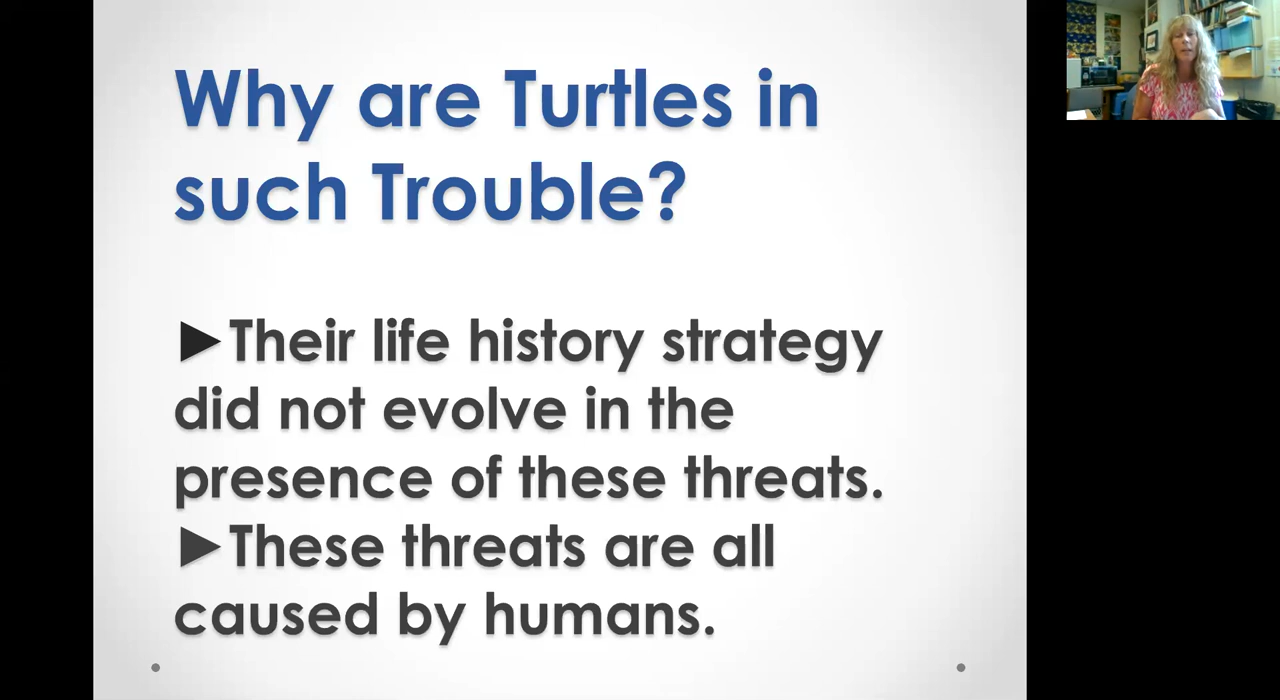 Why are Turtles in
such Trouble?
►Their life history strategy
did not evolve in the
presence of these threats.
►These threats are all
caused by humans.